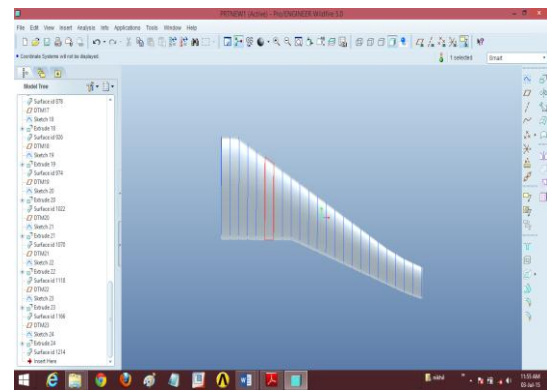 PRTNEW1 (Active) - Pro/ENGINEER Wildfire 5.0
File Edit View Insert Analysis Info Applications Tools Window Help
Coordinate Systems will not be displayed.
1 selected
Smart
Model Tree
Surface id 878
DTM17
Sketch 18
Extrude 18
Surface id 926
DTM18
Sketch 19
Extrude 19
Surface id 974
DTM19
Sketch 20
Extrude 20
Surface id 1022
DTM20
Sketch 21
Extrude 21
Surface id 1070
DTM21
Sketch 22
Extrude 22
Surface id 1118
DTM22
Sketch 23
Extrude 23
Surface id 1166
DTM23
Sketch 24
Extrude 24
Surface id 1214
Insert Here
11:55 AM